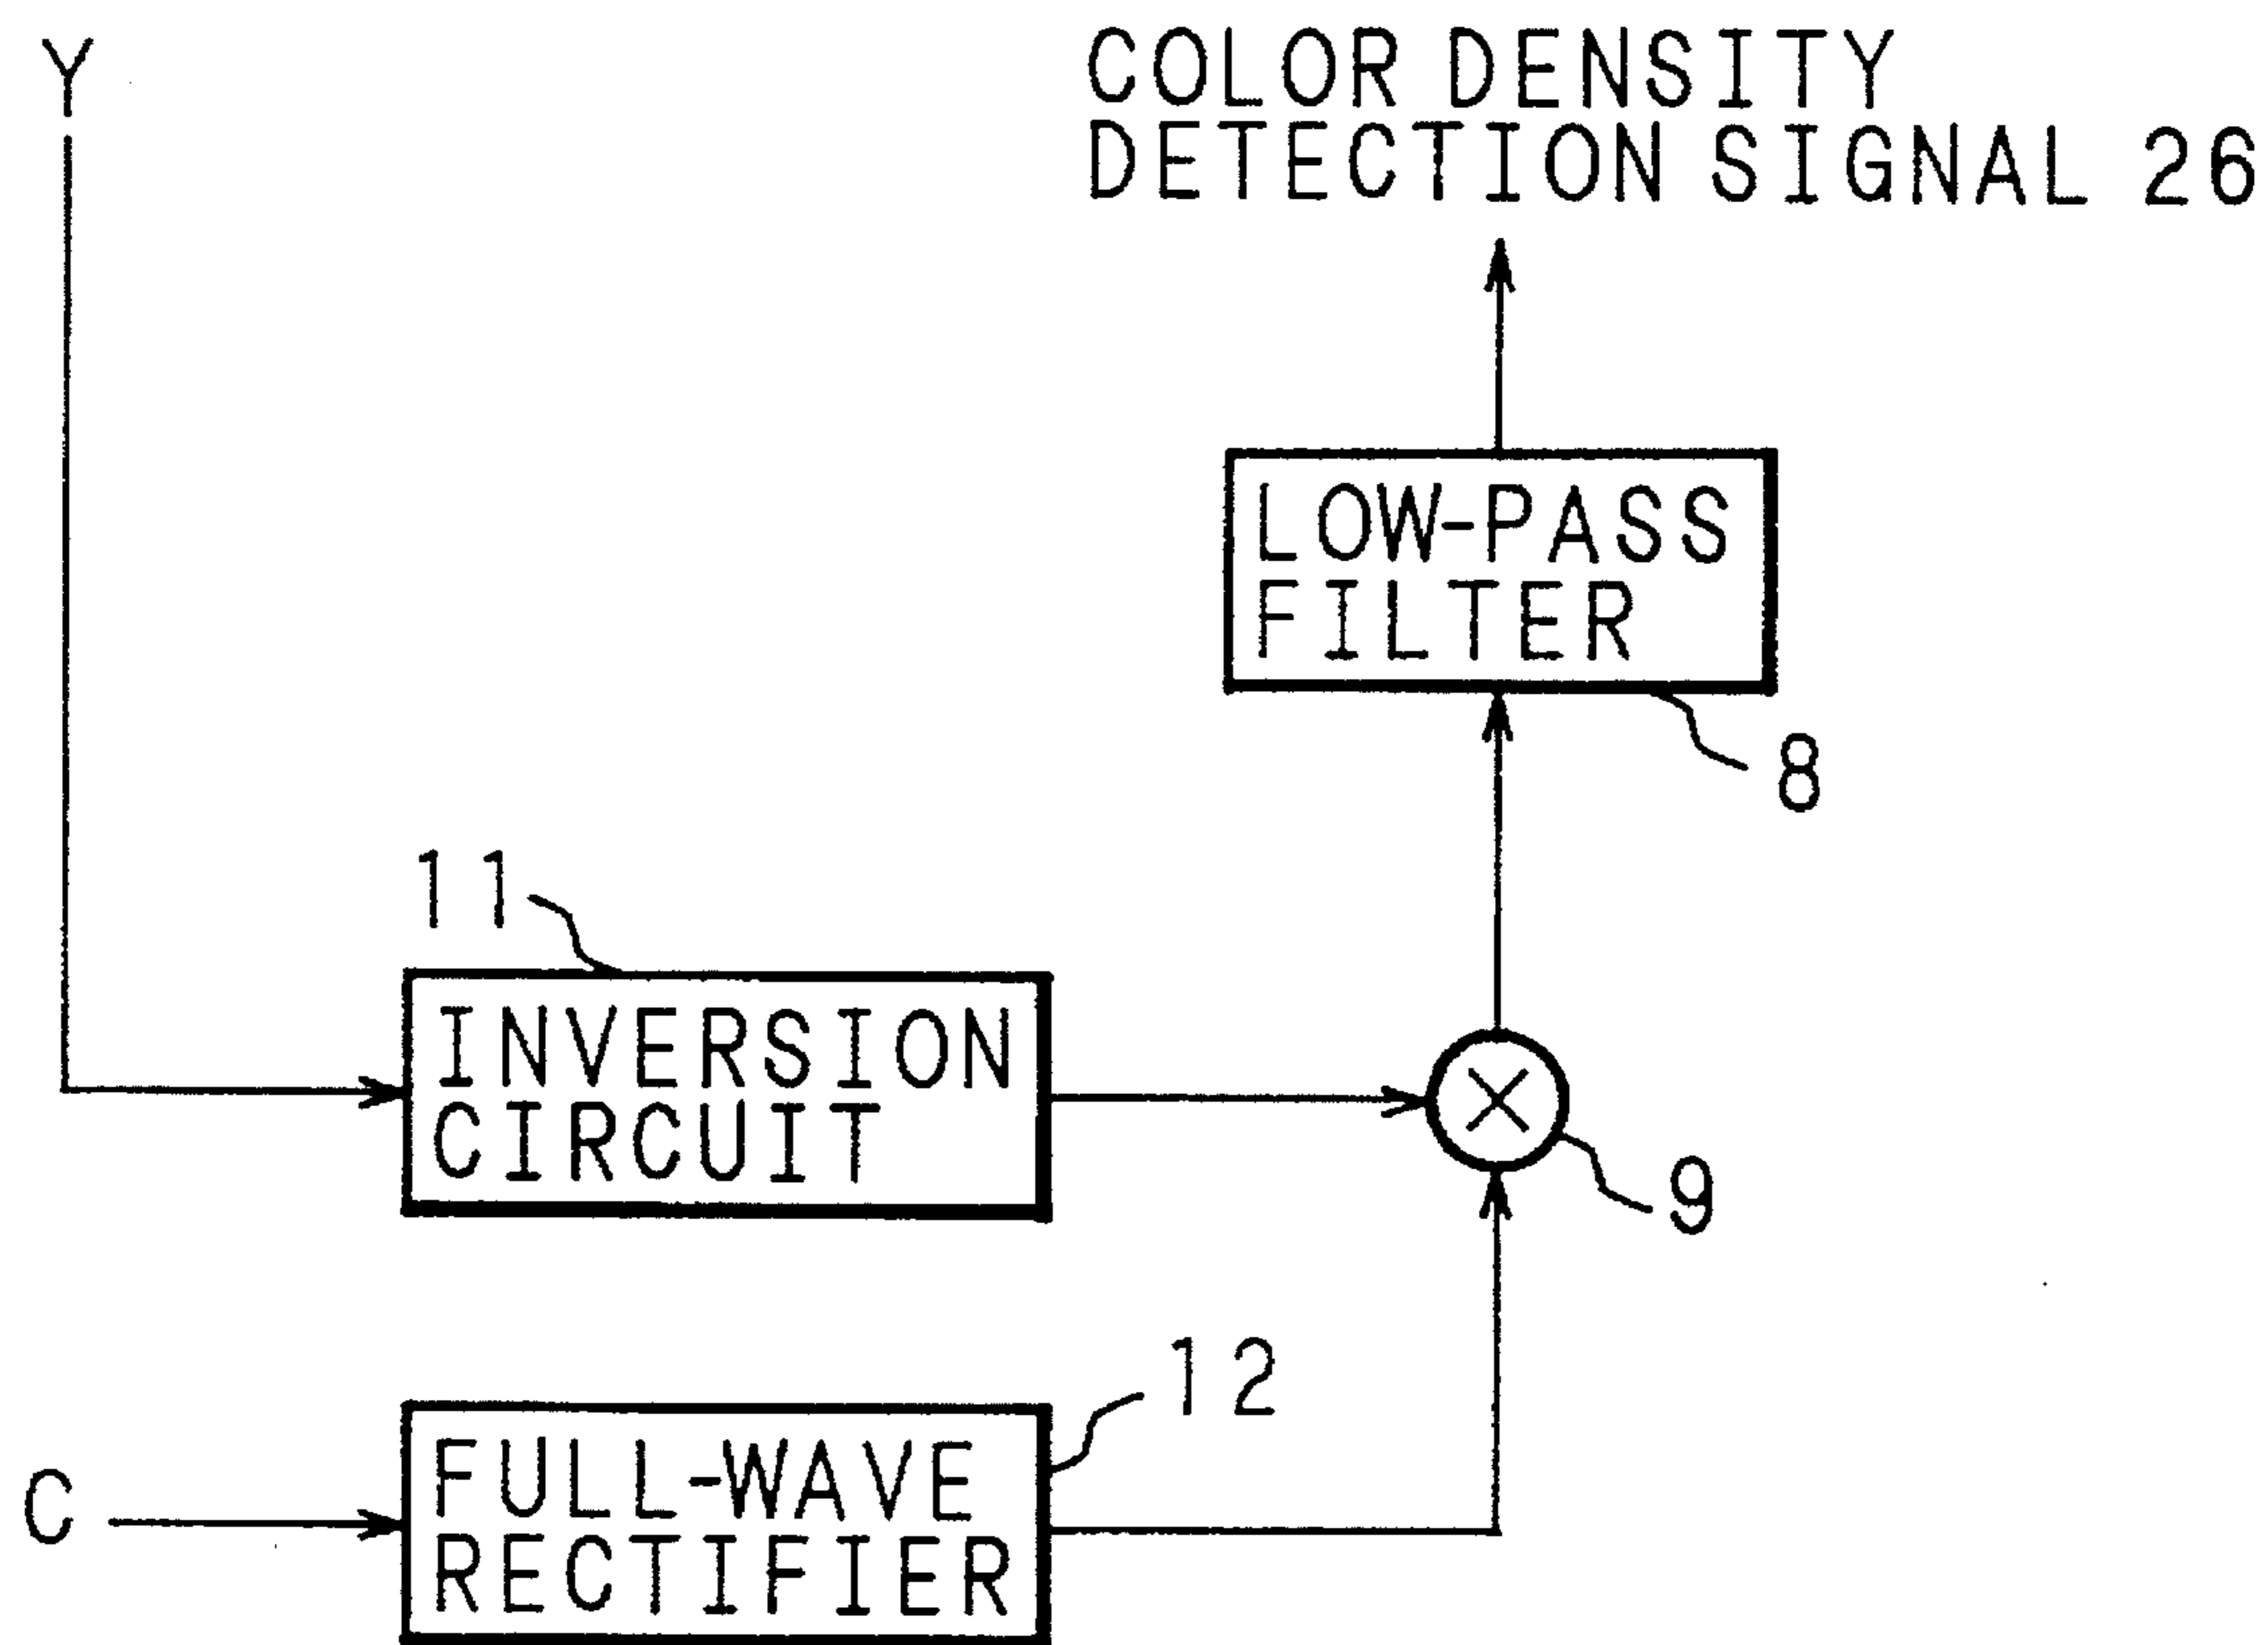 Y
COLOR DENSITY
DETECTION SIGNAL 26
LOW-PASS
FILTER
8
11
INVERSION
CIRCUIT
9
12
C
FULL-WAVE
RECTIFIER